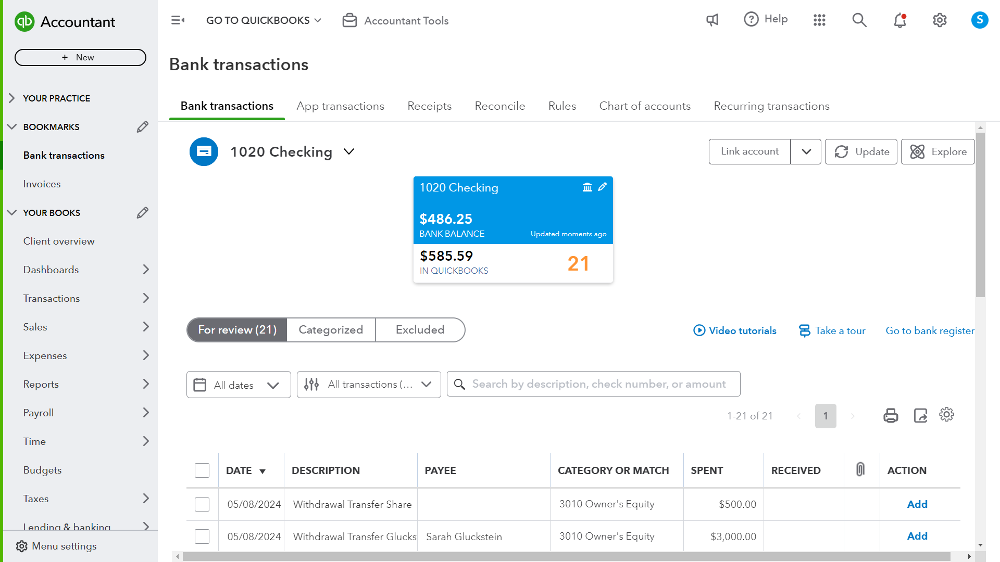 qb Accountant
GO TO QUICKBOOKS
Accountant Tools
Help
S
+ New
Bank transactions
YOUR PRACTICE
BOOKMARKS
Bank transactions
Invoices
YOUR BOOKS
Client overview
Dashboards
Transactions
Sales
Expenses
Reports
Payroll
Time
Budgets
Taxes
Lending & banking
Menu settings
Bank transactions
App transactions
Receipts
Reconcile
Rules
Chart of accounts
Recurring transactions
1020 Checking
Link account
Update
Explore
1020 Checking
$486.25
BANK BALANCE
Updated moments ago
$585.59
IN QUICKBOOKS
21
For review (21)
Categorized
Excluded
Video tutorials
Take a tour
Go to bank register
All dates
All transactions (...
Search by description, check number, or amount
1-21 of 21
1
DATE DESCRIPTION PAYEE CATEGORY OR MATCH SPENT RECEIVED ACTION
05/08/2024 Withdrawal Transfer Share 3010 Owner's Equity $500.00 Add
05/08/2024 Withdrawal Transfer Glucks Sarah Gluckstein 3010 Owner's Equity $3,000.00 Add